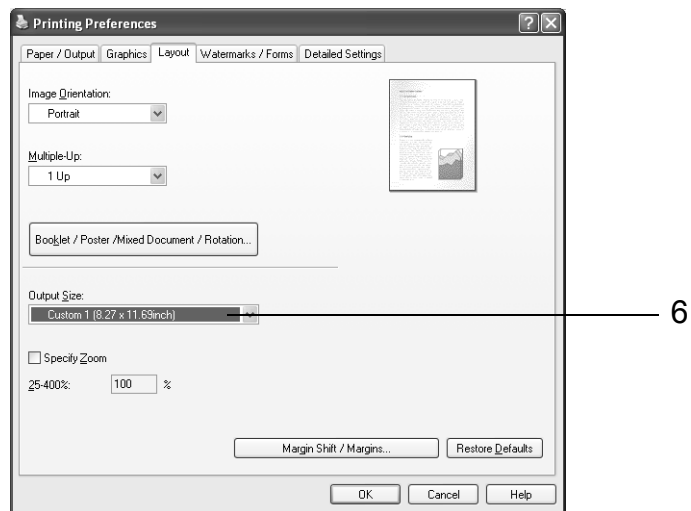 Printing Preferences
Paper / Output Graphics Layout Watermarks / Forms Detailed Settings
Image Orientation:
Portrait
Multiple-Up:
1 Up
Booklet / Poster /Mixed Document / Rotation...
Output Size:
Custom 1 (8.27 x 11.69inch)
6
Specify Zoom
25-400%: 100 %
Margin Shift / Margins... Restore Defaults
OK Cancel Help